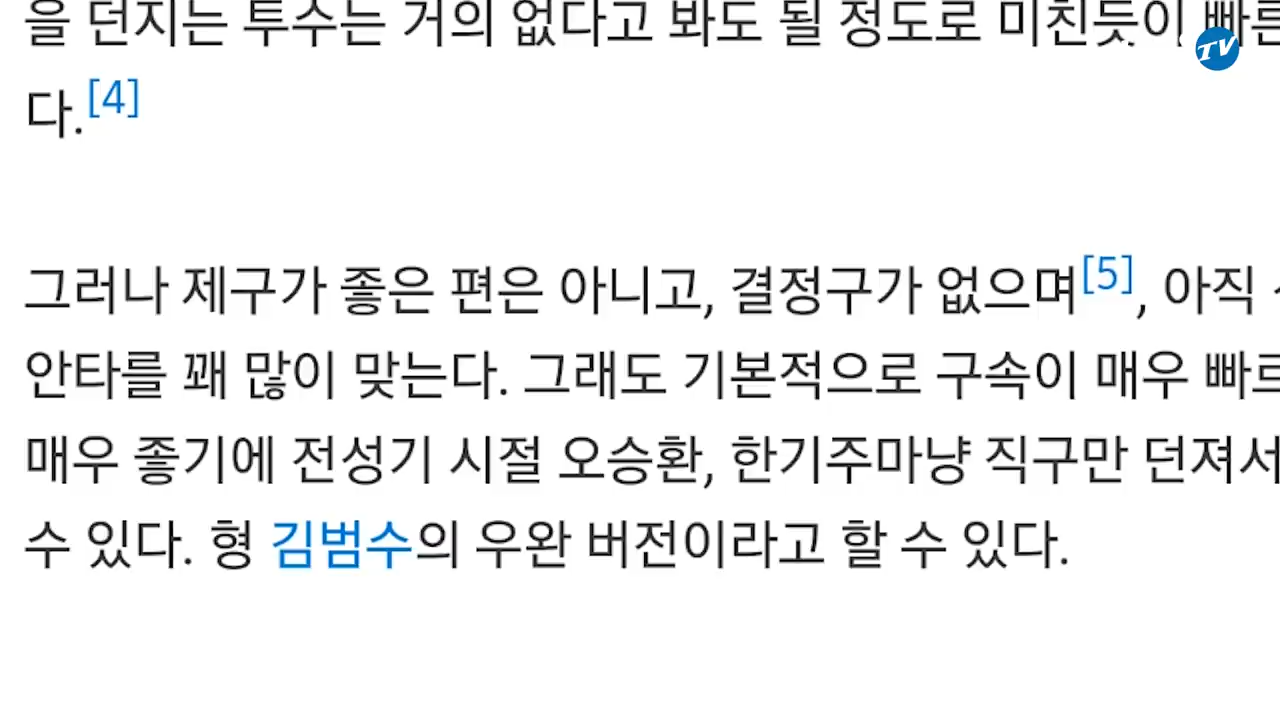 을 던지는 투수는 거의 없다고 봐도 될 정도로 미친듯이 빠른
TV
다.[4]
그러나 제구가 좋은 편은 아니고, 결정구가 없으며[5], 아직
안타를 꽤 많이 맞는다. 그래도 기본적으로 구속이 매우 빠르
매우 좋기에 전성기 시절 오승환, 한기주마냥 직구만 던져서
수 있다. 형 김범수의 우완 버전이라고 할 수 있다.